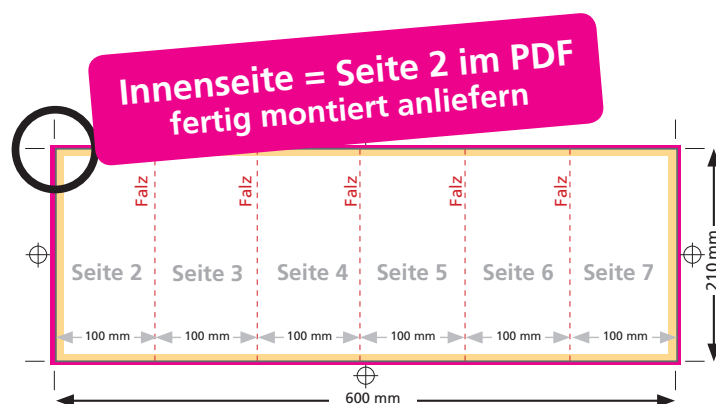 Innenseite = Seite 2 im PDF
fertig montiert anliefern
Falz Falz Falz Falz Falz
Seite 2 Seite 3 Seite 4 Seite 5 Seite 6 Seite 7
210 mm
100 mm 100 mm 100 mm 100 mm 100 mm 100 mm
600 mm